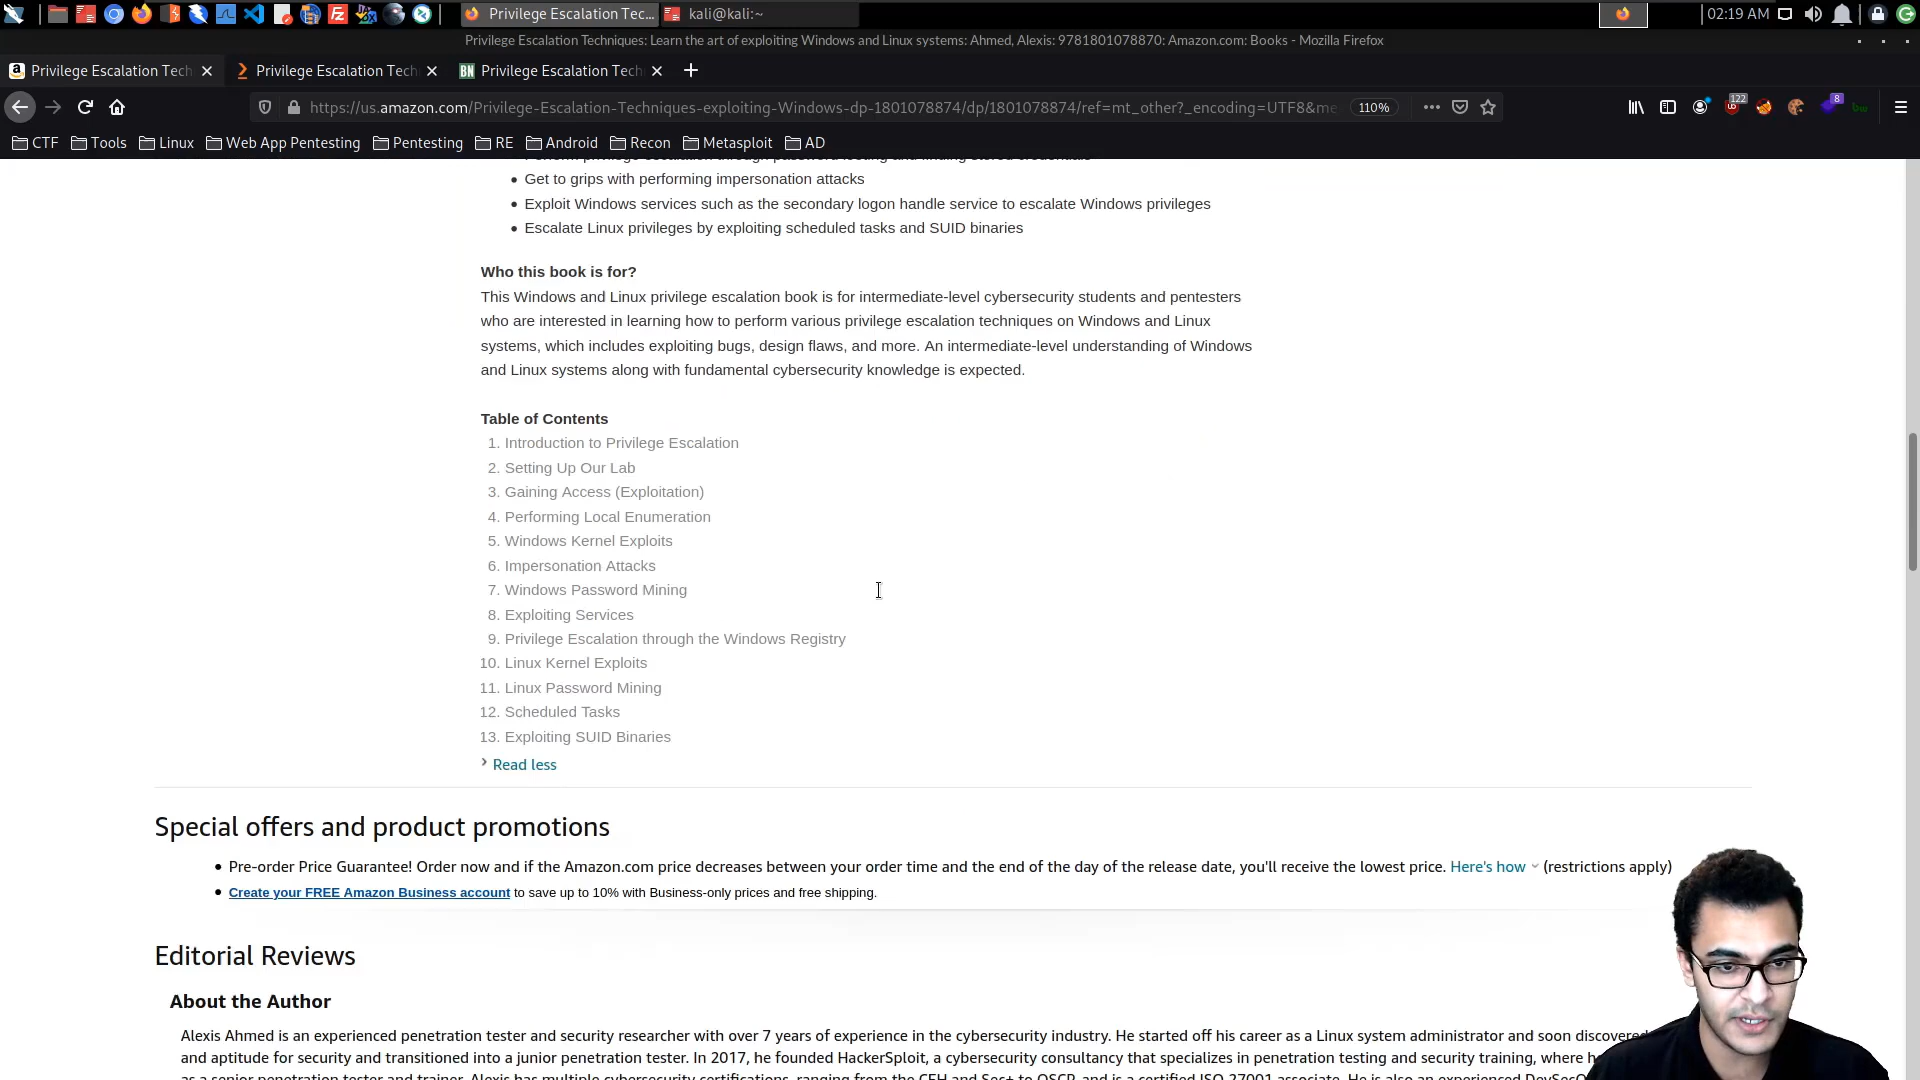 Privilege Escalation Tec...
kali@kali:~
02:19 AM
Privilege Escalation Techniques: Learn the art of exploiting Windows and Linux systems: Ahmed, Alexis: 9781801078870: Amazon.com: Books - Mozilla Firefox
Privilege Escalation Tech
Privilege Escalation Tech
BN Privilege Escalation Tech
https://us.amazon.com/Privilege-Escalation-Techniques-exploiting-Windows-dp-1801078874/dp/1801078874/ref=mt_other?_encoding=UTF8&me
110%
122
8
CTF Tools Linux Web App Pentesting Pentesting RE Android Recon Metasploit AD
Perform privilege escalation through password looting and finding stored credentials
• Get to grips with performing impersonation attacks
• Exploit Windows services such as the secondary logon handle service to escalate Windows privileges
• Escalate Linux privileges by exploiting scheduled tasks and SUID binaries
Who this book is for?
This Windows and Linux privilege escalation book is for intermediate-level cybersecurity students and pentesters
who are interested in learning how to perform various privilege escalation techniques on Windows and Linux
systems, which includes exploiting bugs, design flaws, and more. An intermediate-level understanding of Windows
and Linux systems along with fundamental cybersecurity knowledge is expected.
Table of Contents
1. Introduction to Privilege Escalation
2. Setting Up Our Lab
3. Gaining Access (Exploitation)
4. Performing Local Enumeration
5. Windows Kernel Exploits
6. Impersonation Attacks
7. Windows Password Mining
8. Exploiting Services
9. Privilege Escalation through the Windows Registry
10. Linux Kernel Exploits
11. Linux Password Mining
12. Scheduled Tasks
13. Exploiting SUID Binaries
Read less
Special offers and product promotions
• Pre-order Price Guarantee! Order now and if the Amazon.com price decreases between your order time and the end of the day of the release date, you'll receive the lowest price. Here's how (restrictions apply)
• Create your FREE Amazon Business account to save up to 10% with Business-only prices and free shipping.
Editorial Reviews
About the Author
Alexis Ahmed is an experienced penetration tester and security researcher with over 7 years of experience in the cybersecurity industry. He started off his career as a Linux system administrator and soon discovered
and aptitude for security and transitioned into a junior penetration tester. In 2017, he founded HackerSploit, a cybersecurity consultancy that specializes in penetration testing and security training, where
as a senior penetration tester and trainer. Alexis has multiple cybersecurity certifications, ranging from the CEH and Sec+ to OSCP, and is a certified ISO 27001 associate. He is also an experienced